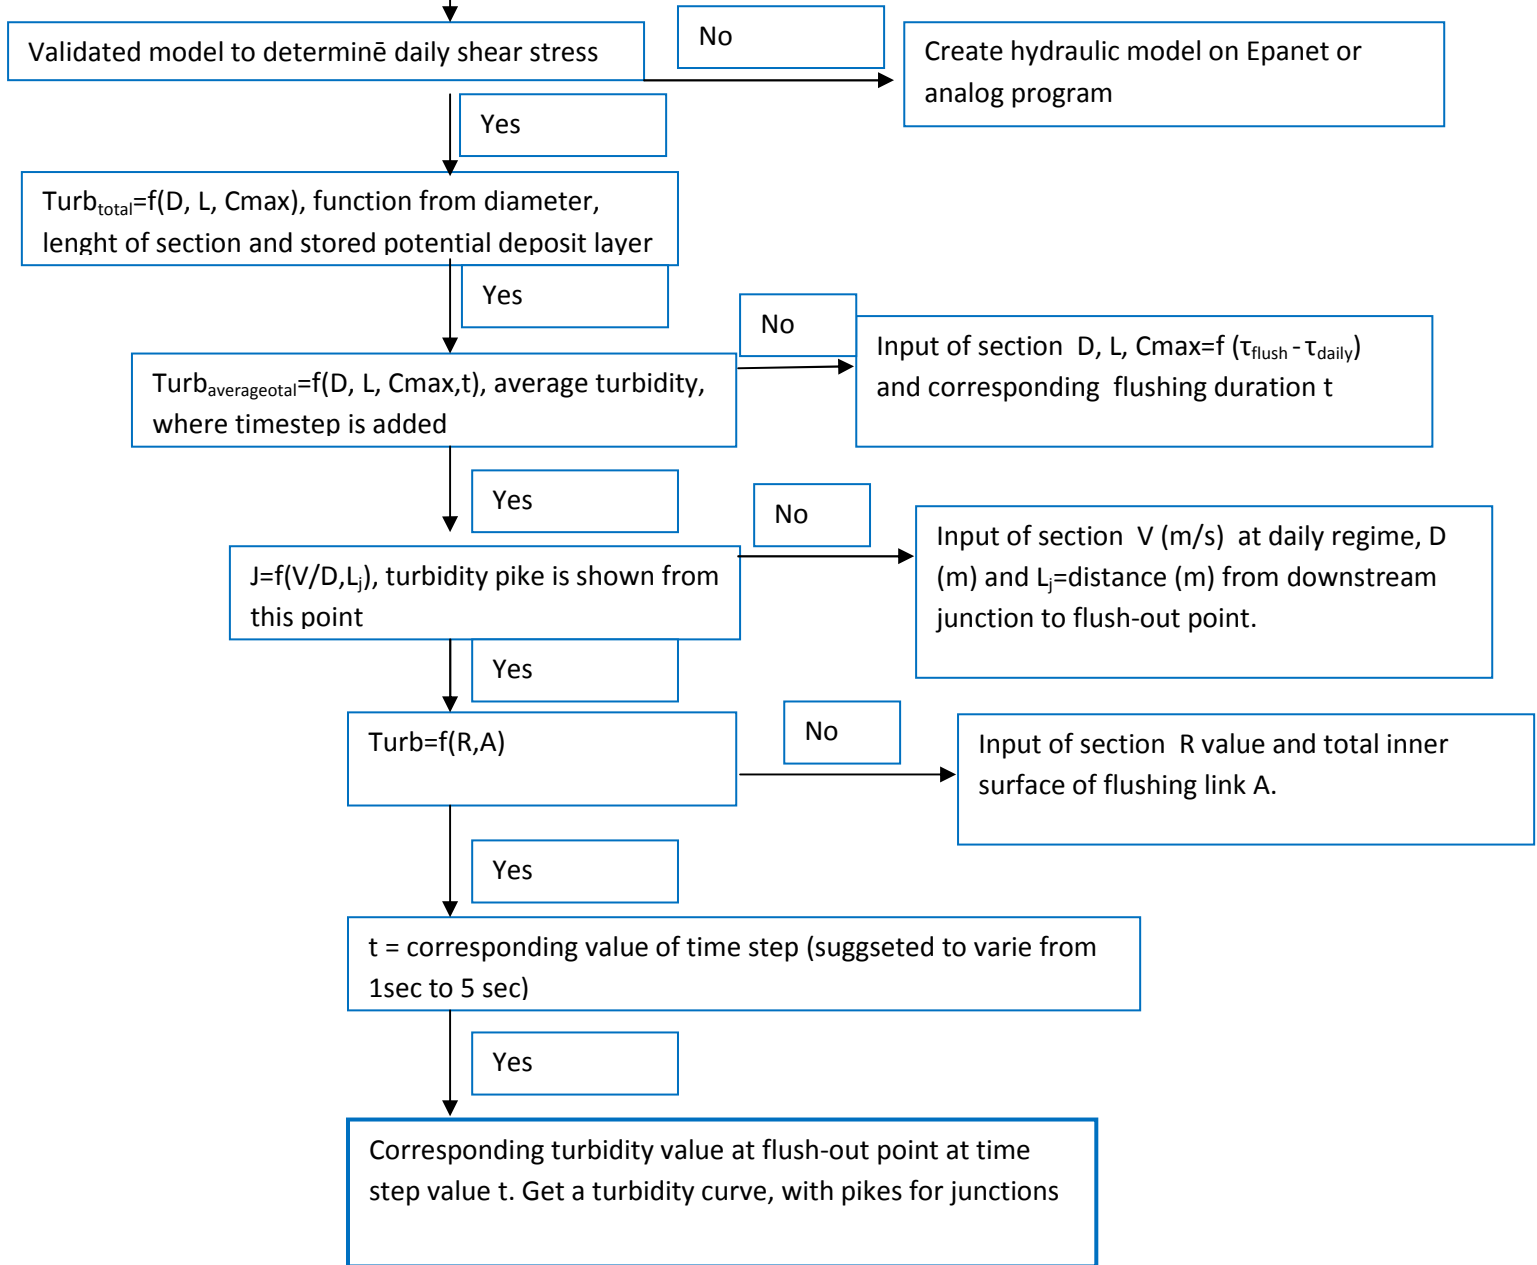 Validated model to determinē daily shear stress
No
Create hydraulic model on Epanet or
analog program
Yes
Turbtotal=f(D, L, Cmax), function from diameter,
lenght of section and stored potential deposit layer
Yes
No
Input of section D, L, Cmax=f (τflush - τdaily)
and corresponding flushing duration t
Turbaverageotal=f(D, L, Cmax,t), average turbidity,
where timestep is added
Yes
No
Input of section V (m/s) at daily regime, D
(m) and Lj=distance (m) from downstream
junction to flush-out point.
J=f(V/D,Lj), turbidity pike is shown from
this point
Yes
No
Input of section R value and total inner
surface of flushing link A.
Turb=f(R,A)
Yes
t = corresponding value of time step (suggseted to varie from
1sec to 5 sec)
Yes
Corresponding turbidity value at flush-out point at time
step value t. Get a turbidity curve, with pikes for junctions